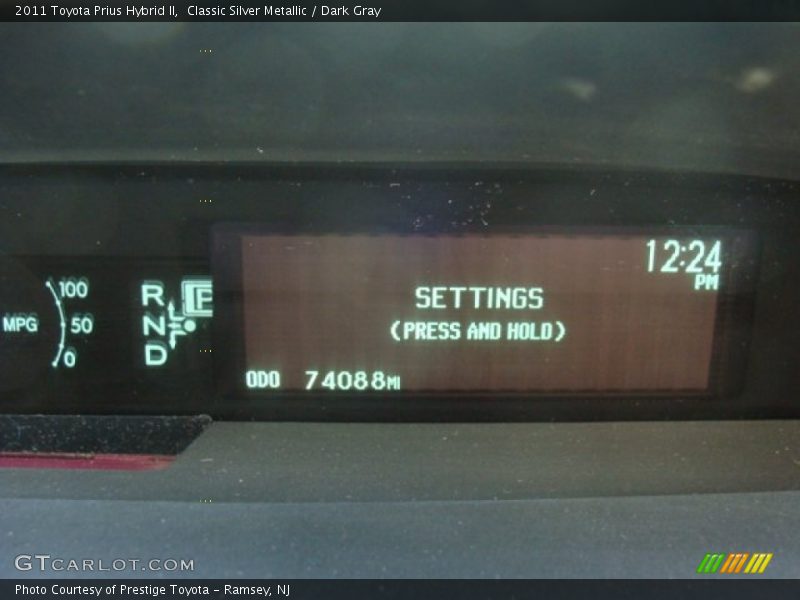 2011 Toyota Prius Hybrid II,  Classic Silver Metallic / Dark Gray
12:24
PM
100
MPG 50
0
R P
N
D
SETTINGS
(PRESS AND HOLD)
ODO 74088MI
GTCARLOT.COM
Photo Courtesy of Prestige Toyota - Ramsey, NJ